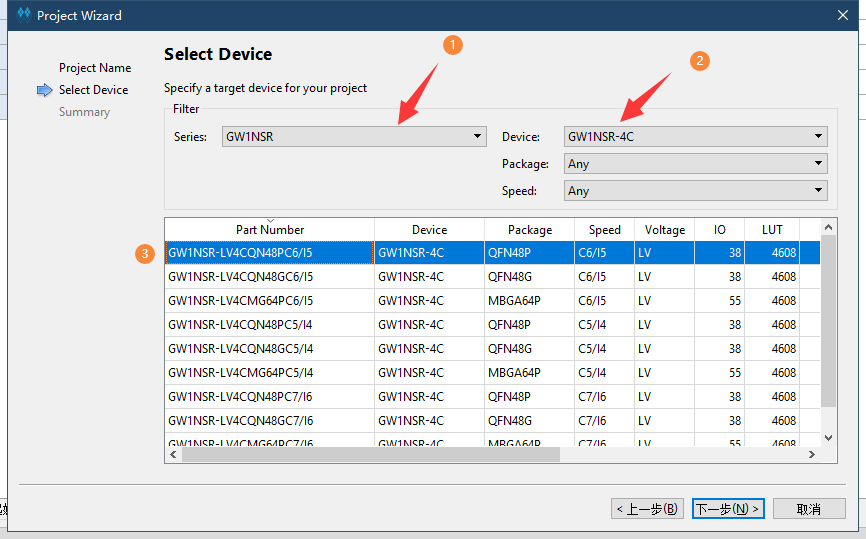 Project Wizard
Project Name
Select Device
Summary
Select Device
1
2
Specify a target device for your project
Filter
Series: GW1NSR Device: GW1NSR-4C
Package: Any
Speed: Any
Part Number Device Package Speed Voltage IO LUT
3 GW1NSR-LV4CQN48PC6/I5 GW1NSR-4C QFN48P C6/I5 LV 38 4608
GW1NSR-LV4CQN48GC6/I5 GW1NSR-4C QFN48G C6/I5 LV 38 4608
GW1NSR-LV4CMG64PC6/I5 GW1NSR-4C MBGA64P C6/I5 LV 55 4608
GW1NSR-LV4CQN48PC5/I4 GW1NSR-4C QFN48P C5/I4 LV 38 4608
GW1NSR-LV4CQN48GC5/I4 GW1NSR-4C QFN48G C5/I4 LV 38 4608
GW1NSR-LV4CMG64PC5/I4 GW1NSR-4C MBGA64P C5/I4 LV 55 4608
GW1NSR-LV4CQN48PC7/I6 GW1NSR-4C QFN48P C7/I6 LV 38 4608
GW1NSR-LV4CQN48GC7/I6 GW1NSR-4C QFN48G C7/I6 LV 38 4608
GW1NSR-LV4CMG64PC7/I6 GW1NSR-4C MBGA64P C7/I6 LV 55 4608
< 上一步(B) 下一步(N) > 取消